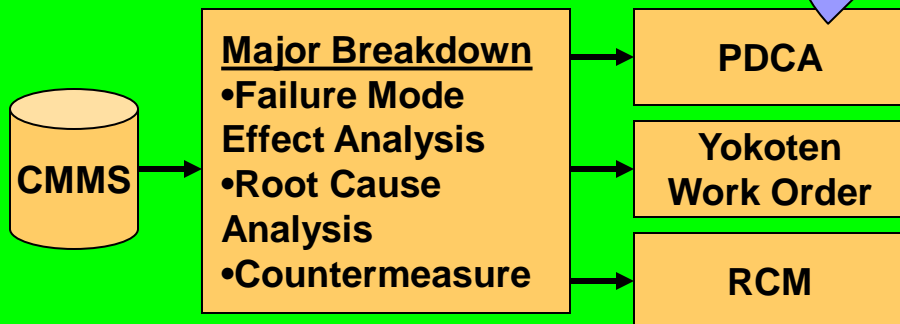 CMMS
Major Breakdown
•Failure Mode
Effect Analysis
•Root Cause
Analysis
•Countermeasure
PDCA
Yokoten
Work Order
RCM